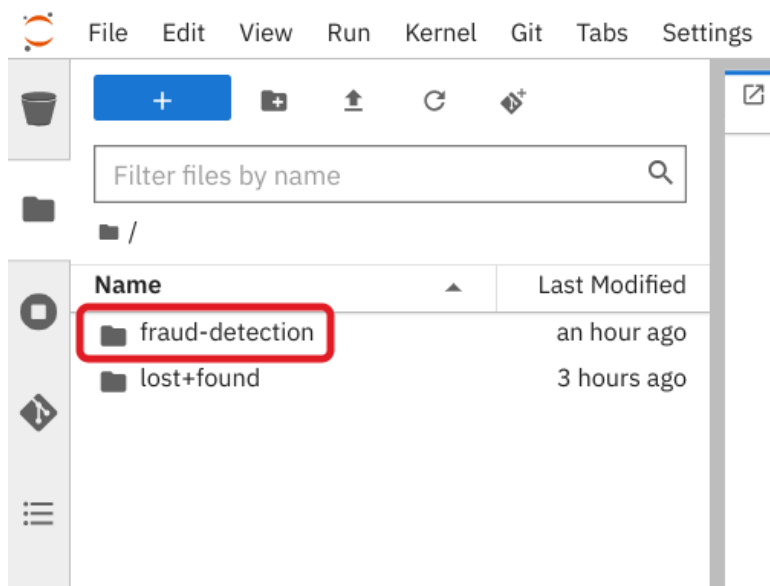 File Edit View Run Kernel Git Tabs Settings
+
Filter files by name
/
Name Last Modified
fraud-detection an hour ago
lost+found 3 hours ago